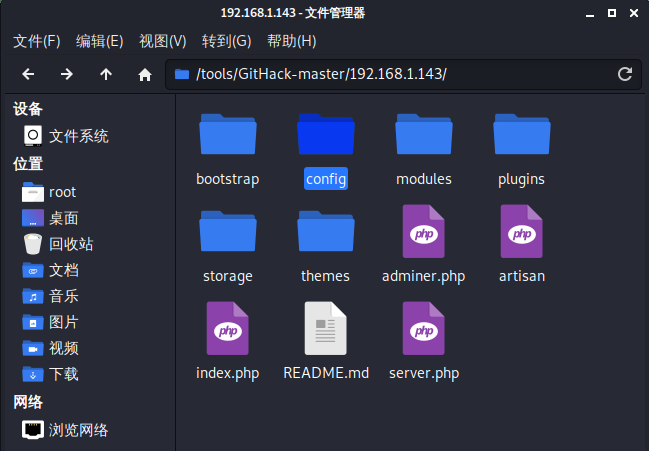 192.168.1.143 - 文件管理器
文件(F) 编辑(E) 视图(V) 转到(G) 帮助(H)
/tools/GitHack-master/192.168.1.143/
设备
文件系统
位置
root
桌面
回收站
文档
音乐
图片
视频
下载
网络
浏览网络
bootstrap config modules plugins
php php
storage themes adminer.php artisan
php php
index.php README.md server.php